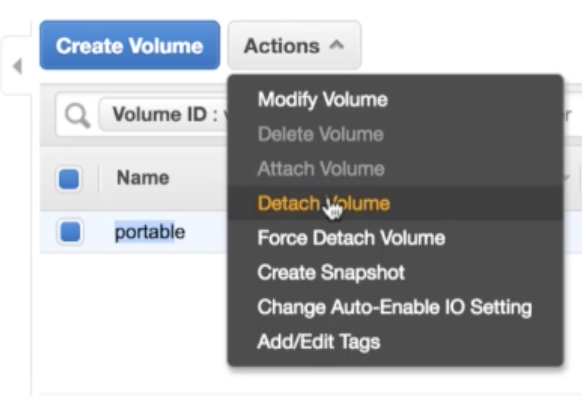 Create Volume
Actions
Volume ID :
Modify Volume
Delete Volume
Name
Attach Volume
Detach Volume
portable
Force Detach Volume
Create Snapshot
Change Auto-Enable IO Setting
Add/Edit Tags